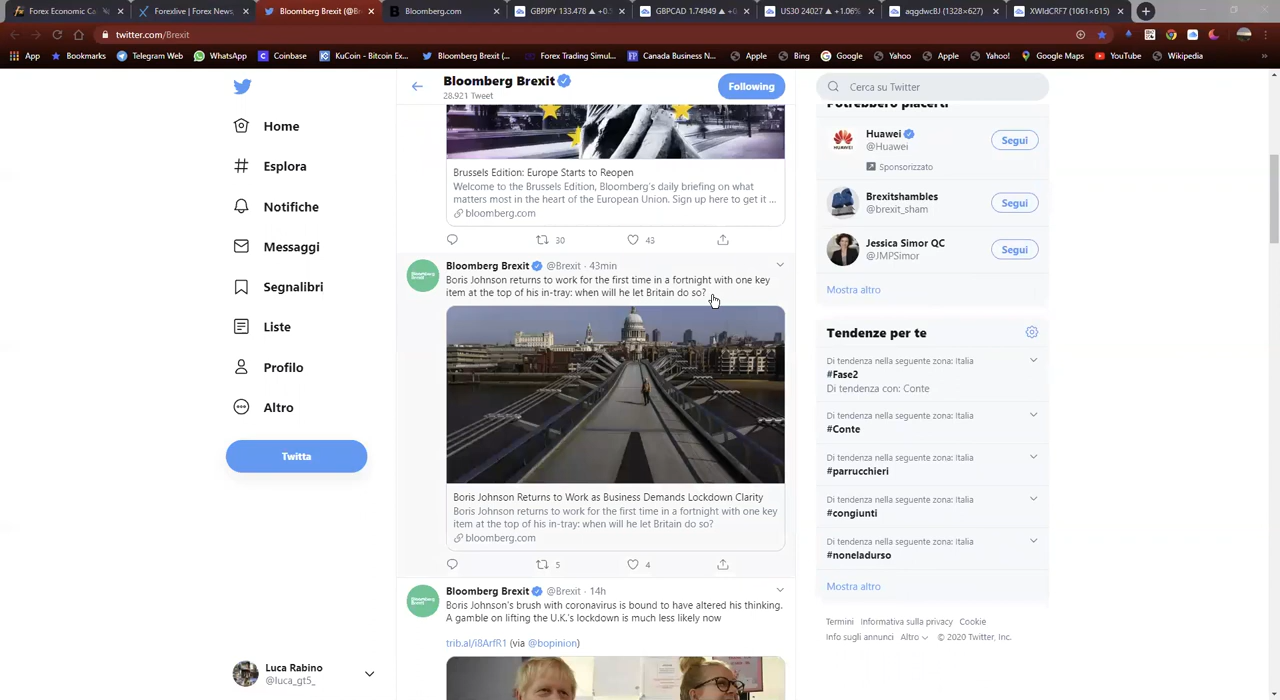 Forex Economic Ca
Forexlive | Forex News,
Bloomberg Brexit (@Br
Bloomberg.com
GBPJPY 133.478 ▲ +0.
GBPCAD 1.74949 ▲ +0.
US30 24027 ▲ +1.06%
aqgdwcBJ (1328×627)
XWIdCRF7 (1061×615)
twitter.com/Brexit
App
Bookmarks
Telegram Web
WhatsApp
Coinbase
KuCoin - Bitcoin Ex...
Bloomberg Brexit (...
Forex Trading Simul...
Canada Business N...
Apple
Bing
Google
Yahoo
Google Maps
Apple
Yahoo!
YouTube
Wikipedia
Home
Esplora
Notifiche
Messaggi
Segnalibri
Liste
Profilo
Altro
Twitta
Luca Rabino
@luca_gt5_
Bloomberg Brexit
28.921 Tweet
Following
Brussels Edition: Europe Starts to Reopen
Welcome to the Brussels Edition, Bloomberg's daily briefing on what
matters most in the heart of the European Union. Sign up here to get it ...
bloomberg.com
30 43
Bloomberg Brexit @Brexit · 43min
Boris Johnson returns to work for the first time in a fortnight with one key
item at the top of his in-tray: when will he let Britain do so?
Boris Johnson Returns to Work as Business Demands Lockdown Clarity
Boris Johnson returns to work for the first time in a fortnight with one key
item at the top of his in-tray: when will he let Britain do so?
bloomberg.com
5 4
Bloomberg Brexit @Brexit · 14h
Boris Johnson's brush with coronavirus is bound to have altered his thinking.
A gamble on lifting the U.K.'s lockdown is much less likely now
trib.al/i8ArfR1 (via @bopinion)
Cerca su Twitter
Potrebbero piacerti
Huawei
@Huawei
Segui
Sponsorizzato
Brexitshambles
@brexit_sham
Segui
Jessica Simor QC
@JMPSimor
Segui
Mostra altro
Tendenze per te
Di tendenza nella seguente zona: Italia
#Fase2
Di tendenza con: Conte
Di tendenza nella seguente zona: Italia
#Conte
Di tendenza nella seguente zona: Italia
#parrucchieri
Di tendenza nella seguente zona: Italia
#congiunti
Di tendenza nella seguente zona: Italia
#noneladurso
Mostra altro
Termini Informativa sulla privacy Cookie
Info sugli annunci Altro © 2020 Twitter, Inc.